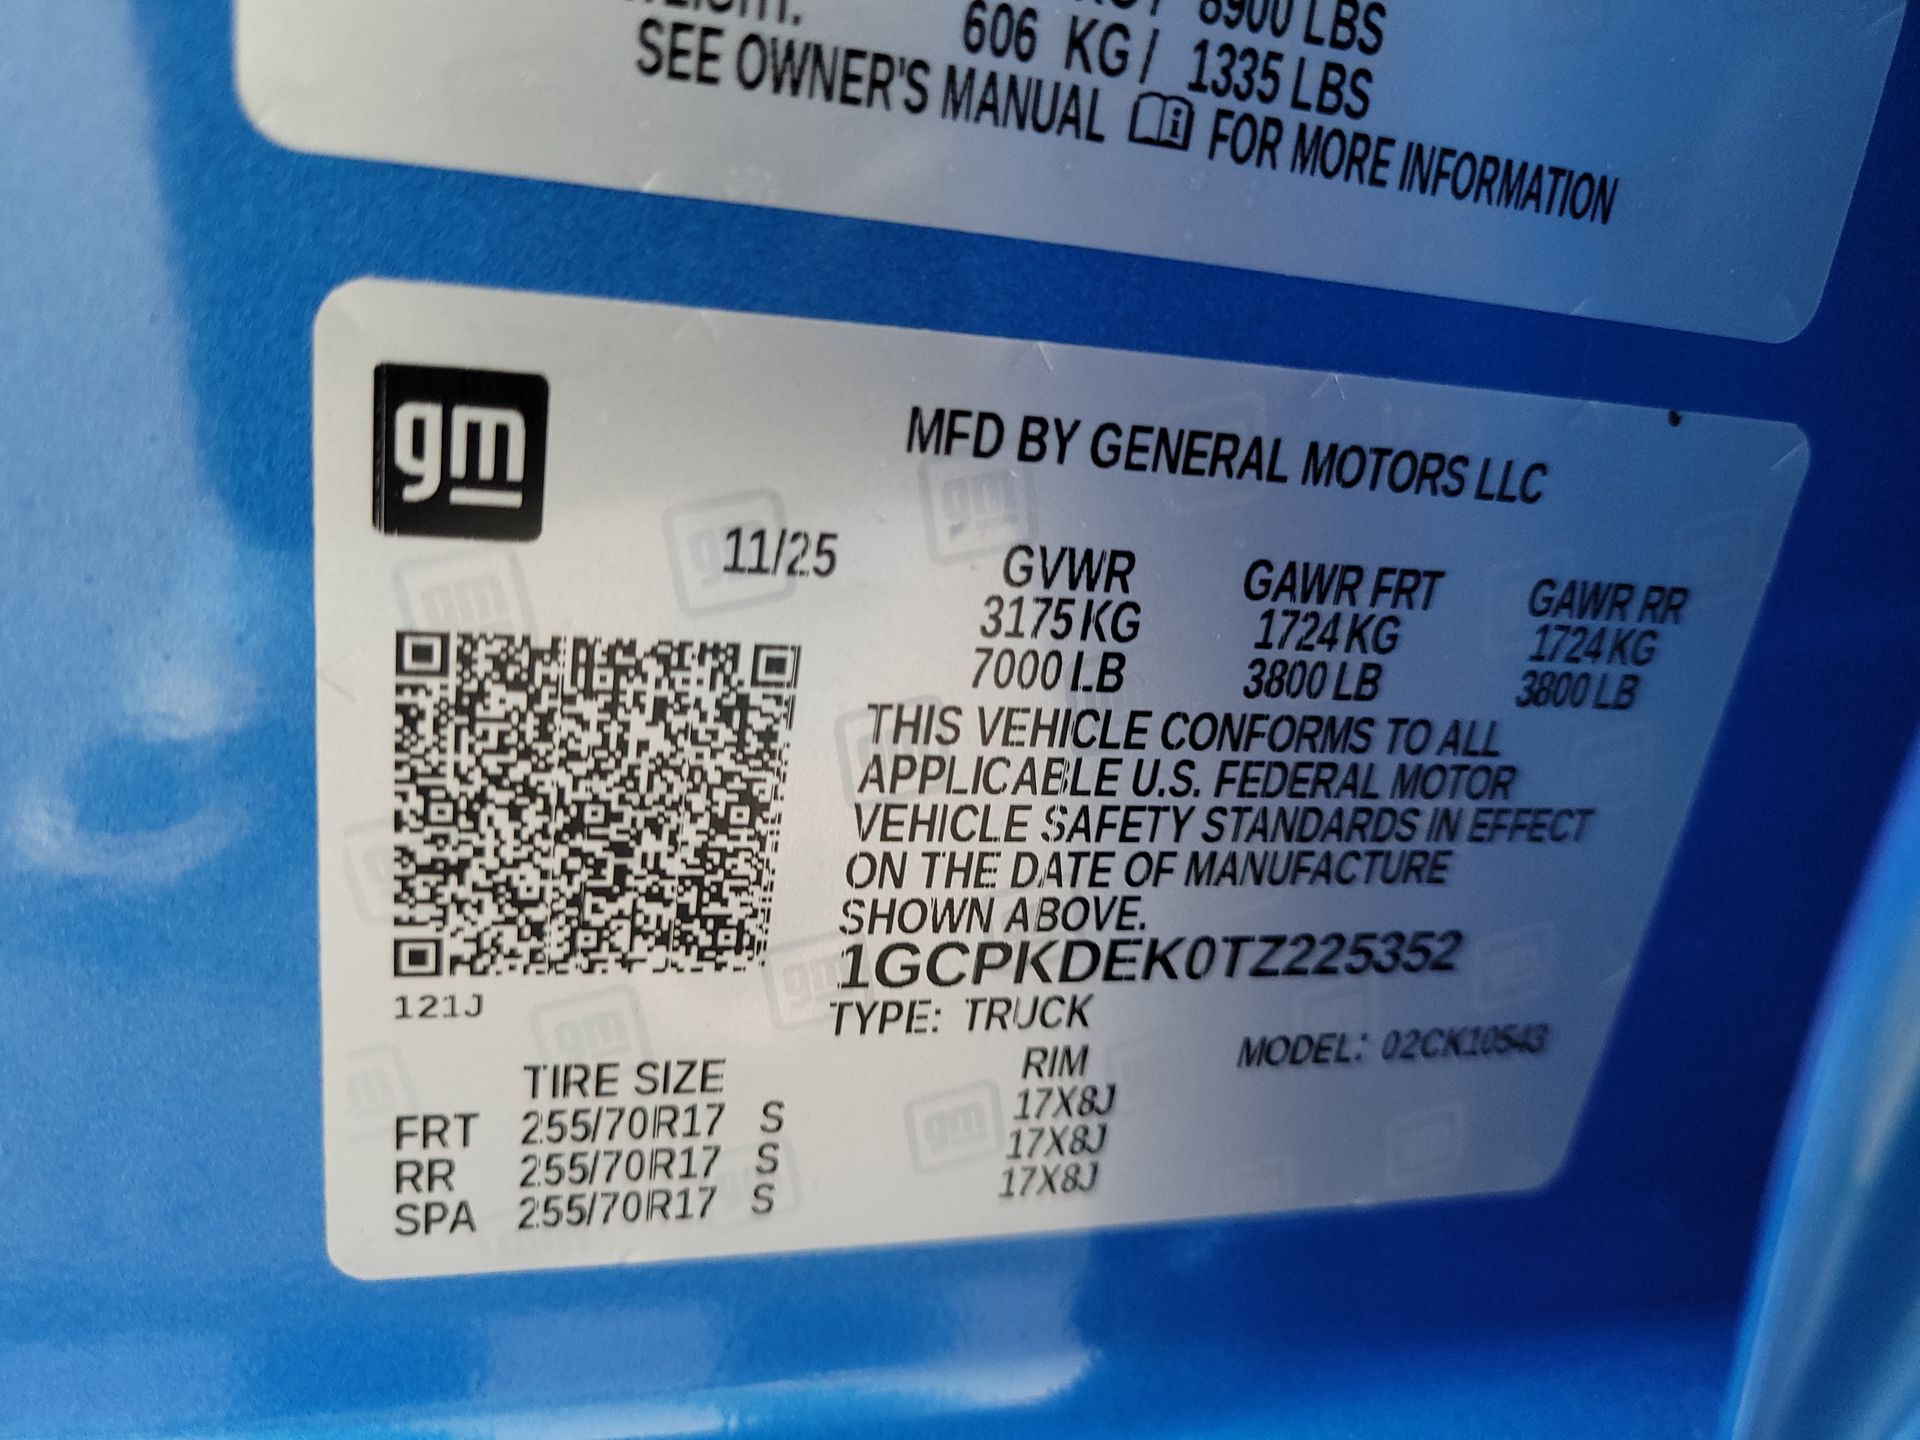 8900 LBS
606 KG / 1335 LBS
SEE OWNER'S MANUAL FOR MORE INFORMATION
gm
MFD BY GENERAL MOTORS LLC
11/25
GVWR GAWR FRT GAWR RR
3175 KG 1724 KG 1724 KG
7000 LB 3800 LB 3800 LB
THIS VEHICLE CONFORMS TO ALL
APPLICABLE U.S. FEDERAL MOTOR
VEHICLE SAFETY STANDARDS IN EFFECT
ON THE DATE OF MANUFACTURE
SHOWN ABOVE.
1GCPKDEK0TZ225352
121J
TYPE: TRUCK
MODEL: 02CK10543
TIRE SIZE RIM
FRT 255/70R17 S 17X8J
RR 255/70R17 S 17X8J
SPA 255/70R17 S 17X8J